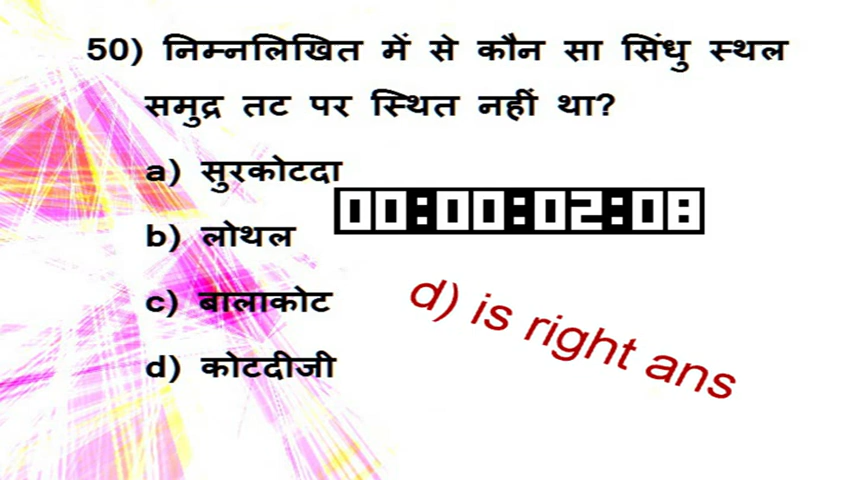 50) निम्नलिखित में से कौन सा सिंधु स्थल
समुद्र तट पर स्थित नहीं था?
a) सुरकोटदा
00:00:02:08
b) लोथल
c) बालाकोट
d) is right ans
d) कोटदीजी